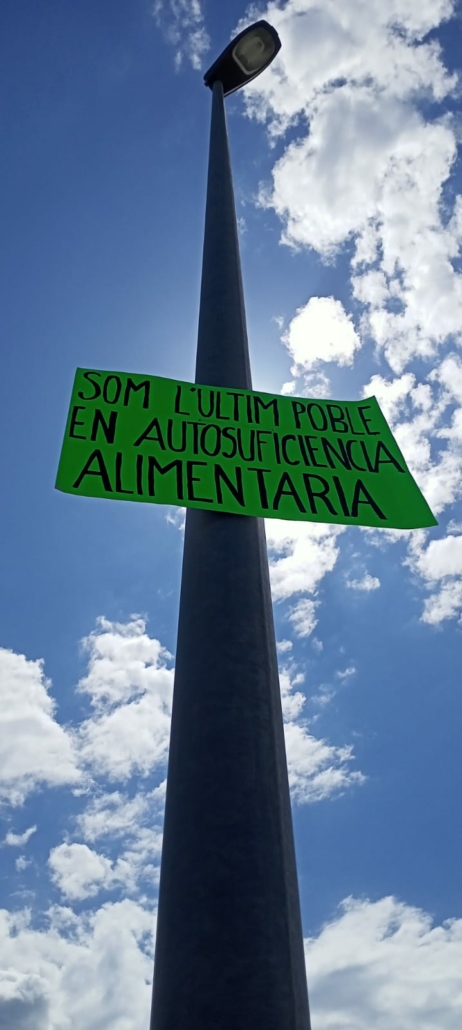 SOM L'ULTIM POBLE
EN AUTOSUFICIENCIA
ALIMENTARIA